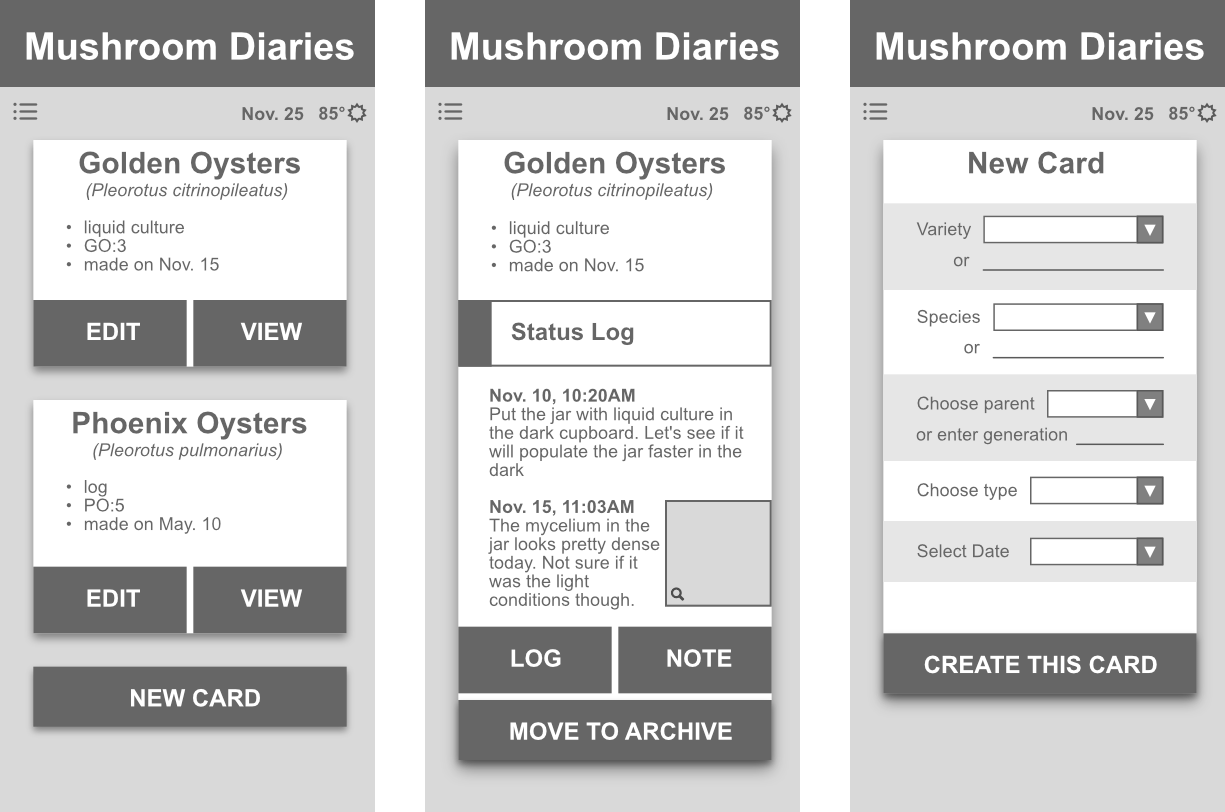 Mushroom Diaries
Nov. 25 85°
Golden Oysters
(Pleorotus citrinopileatus)
• liquid culture
• GO:3
• made on Nov. 15
EDIT VIEW
Phoenix Oysters
(Pleorotus pulmonarius)
• log
• PO:5
• made on May. 10
EDIT VIEW
NEW CARD
Mushroom Diaries
Nov. 25 85°
Golden Oysters
(Pleorotus citrinopileatus)
• liquid culture
• GO:3
• made on Nov. 15
Status Log
Nov. 10, 10:20AM
Put the jar with liquid culture in
the dark cupboard. Let's see if it
will populate the jar faster in the
dark
Nov. 15, 11:03AM
The mycelium in the
jar looks pretty dense
today. Not sure if it
was the light
conditions though.
LOG NOTE
MOVE TO ARCHIVE
Mushroom Diaries
Nov. 25 85°
New Card
Variety
or
Species
or
Choose parent
or enter generation
Choose type
Select Date
CREATE THIS CARD